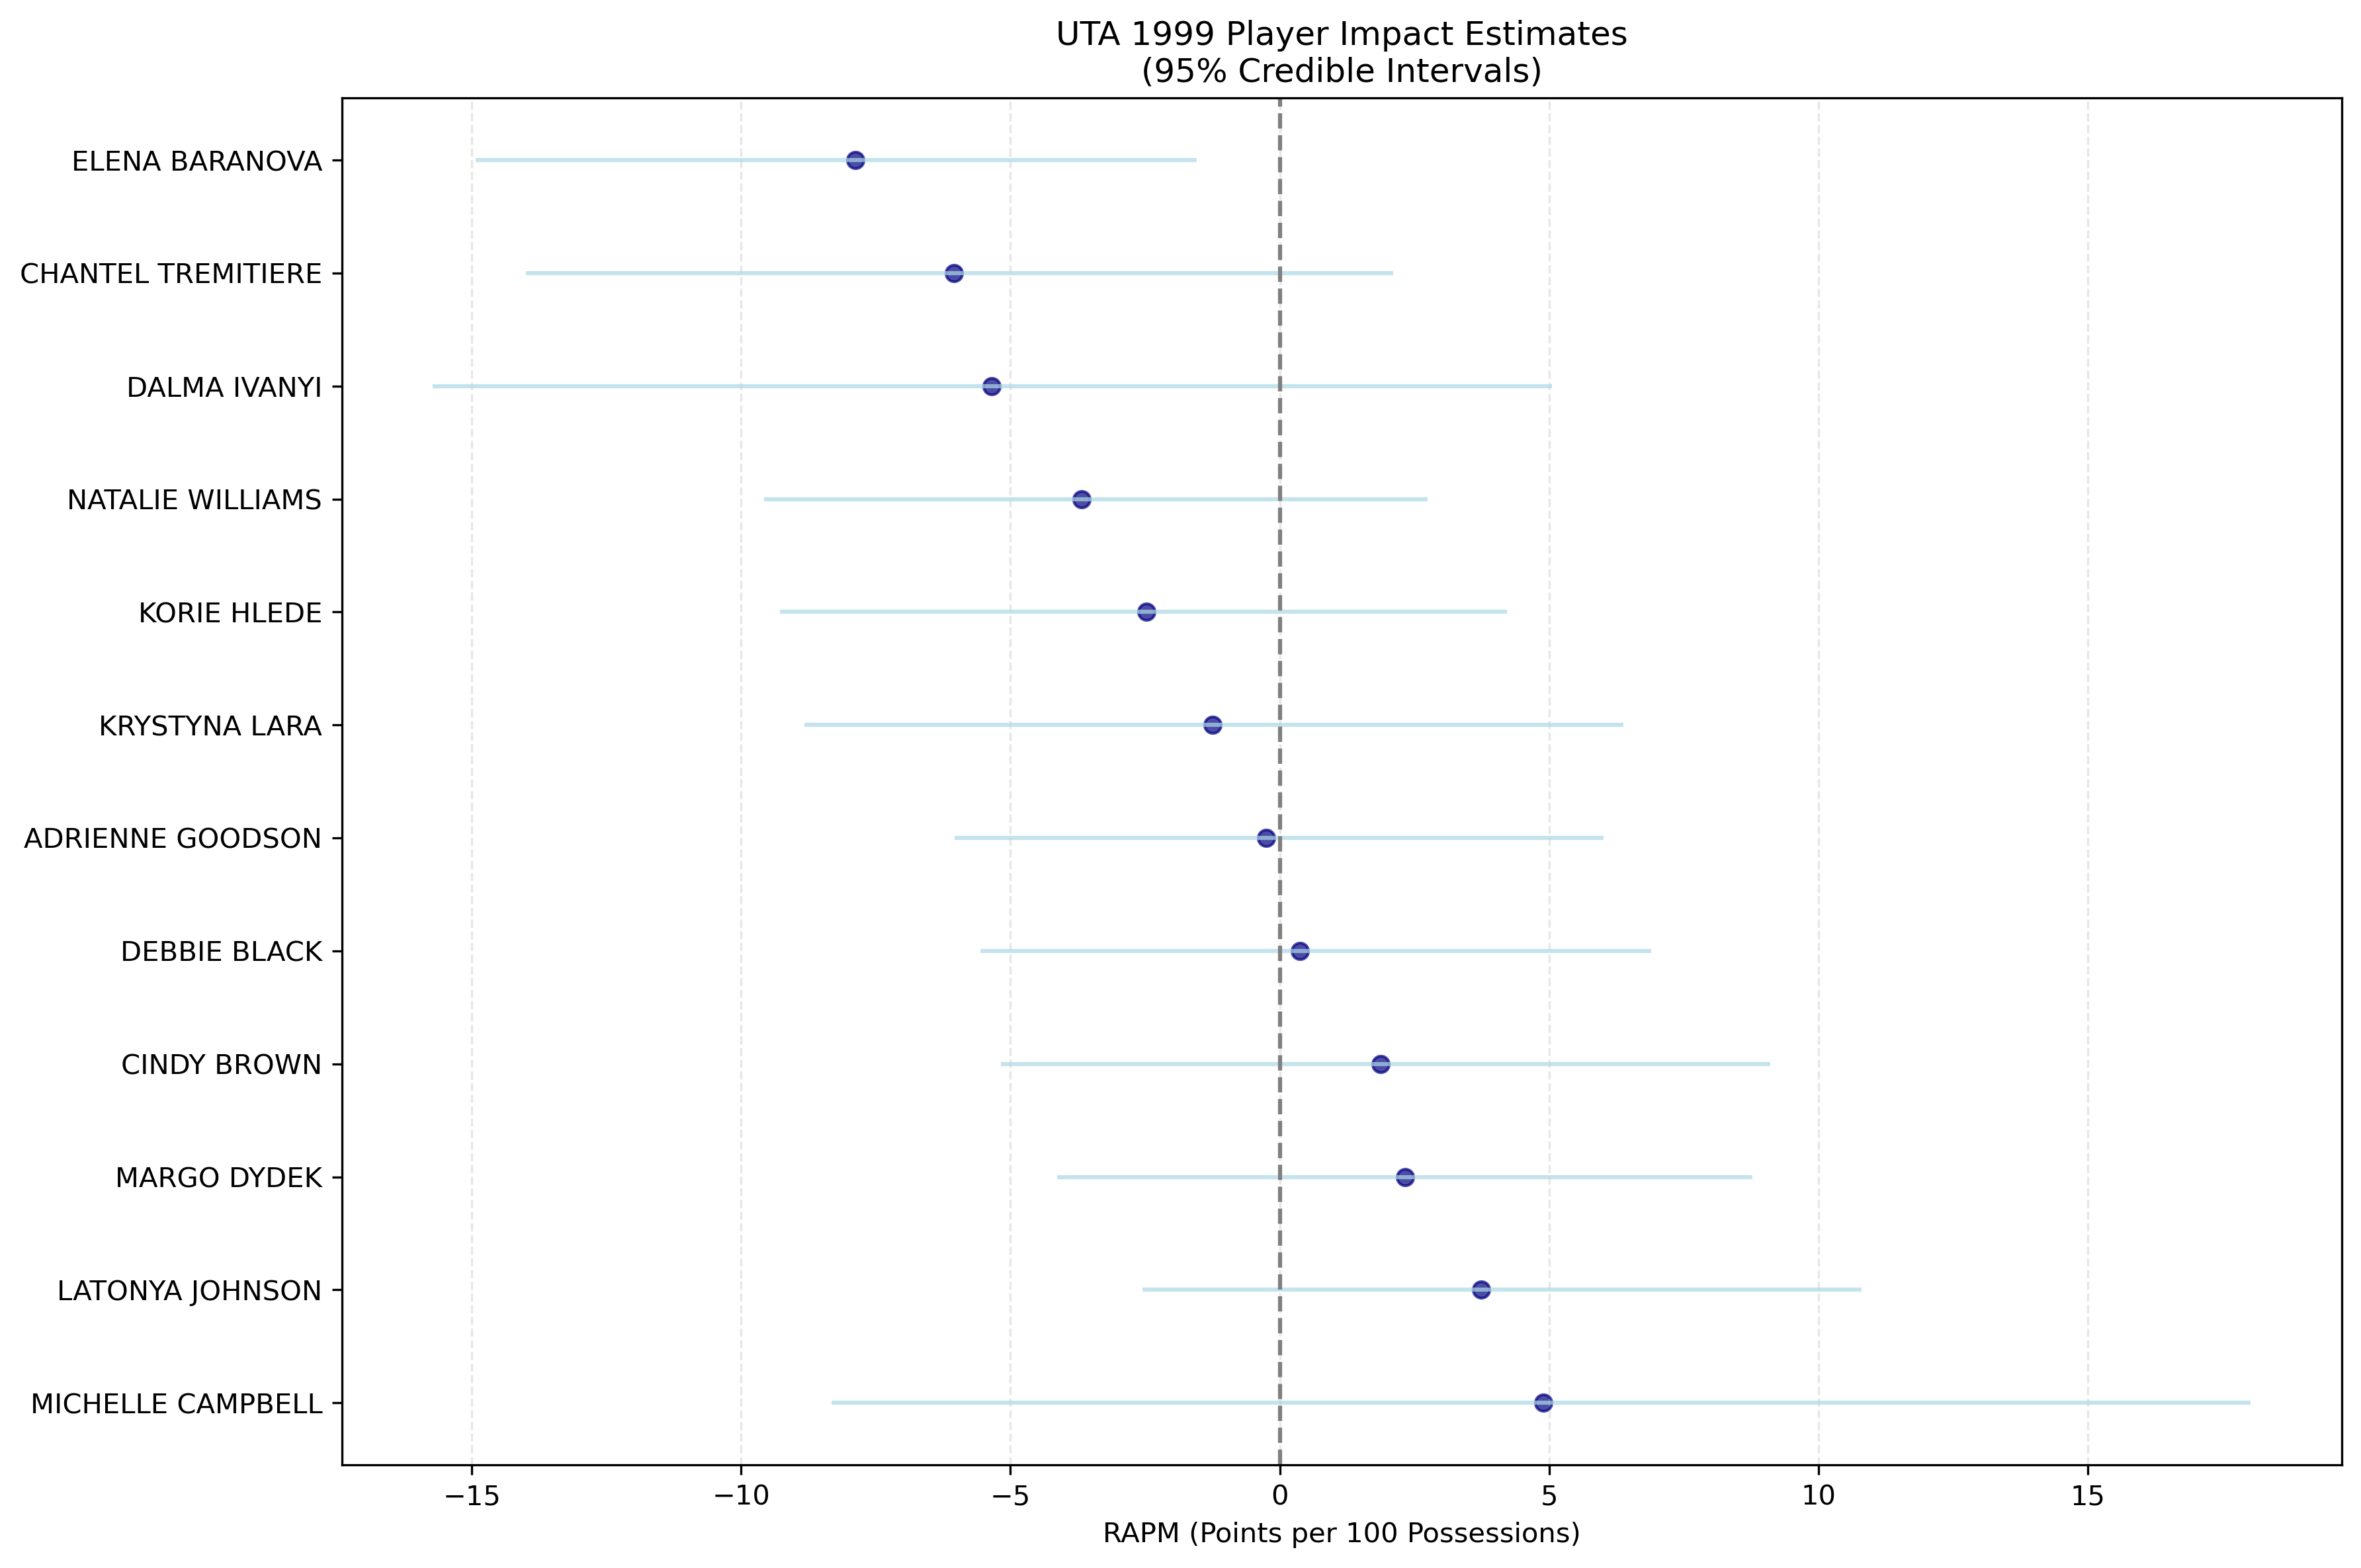 UTA 1999 Player Impact Estimates
(95% Credible Intervals)
ELENA BARANOVA
CHANTEL TREMITIERE
DALMA IVANYI
NATALIE WILLIAMS
KORIE HLEDE
KRYSTYNA LARA
ADRIENNE GOODSON
DEBBIE BLACK
CINDY BROWN
MARGO DYDEK
LATONYA JOHNSON
MICHELLE CAMPBELL
−15 −10 −5 0 5 10 15
RAPM (Points per 100 Possessions)